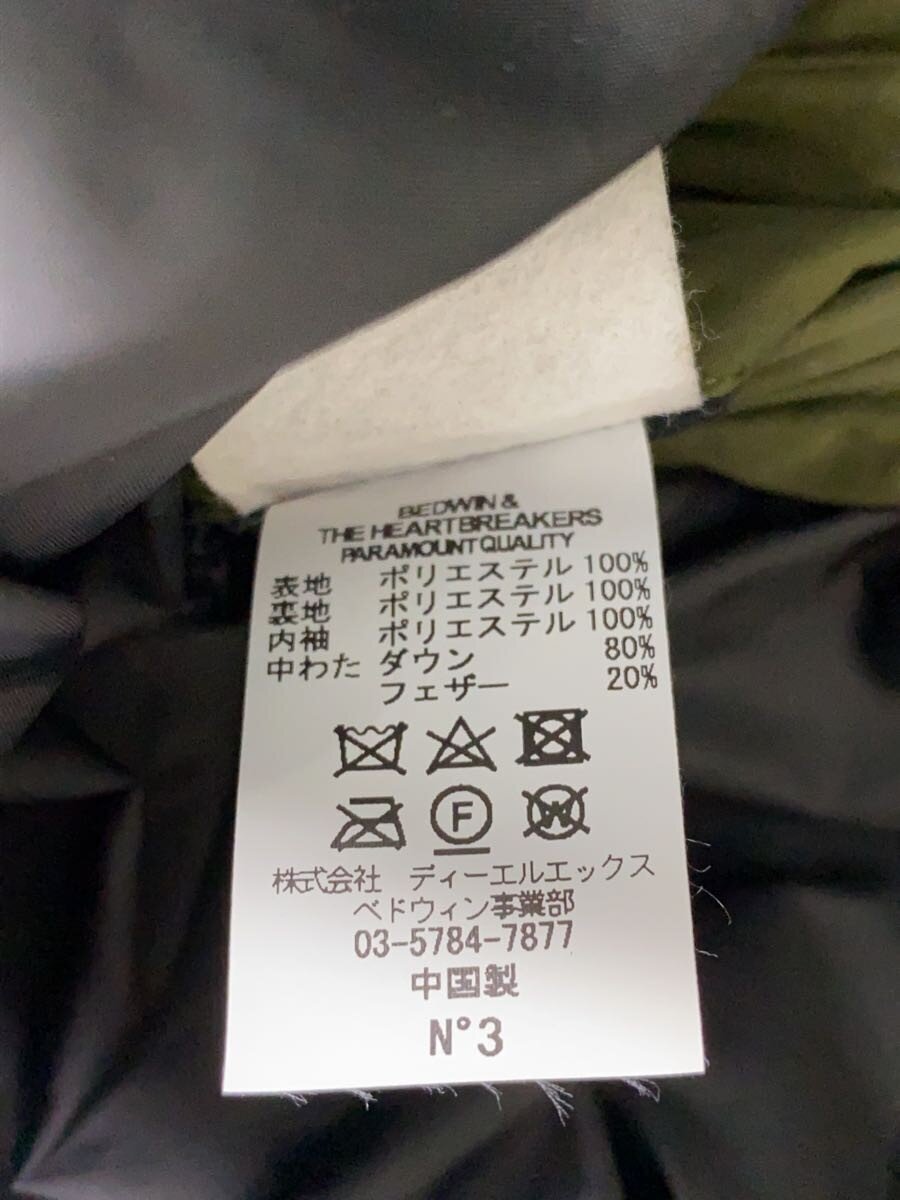 BEDWIN &
THE HEARTBREAKERS
PARAMOUNT QUALITY
表地 ポリエステル 100%
裏地 ポリエステル 100%
内袖 ポリエステル 100%
中わた ダウン 80%
フェザー 20%
F
W
株式会社 ディーエルエックス
ベドウィン事業部
03-5784-7877
中国製
N°3